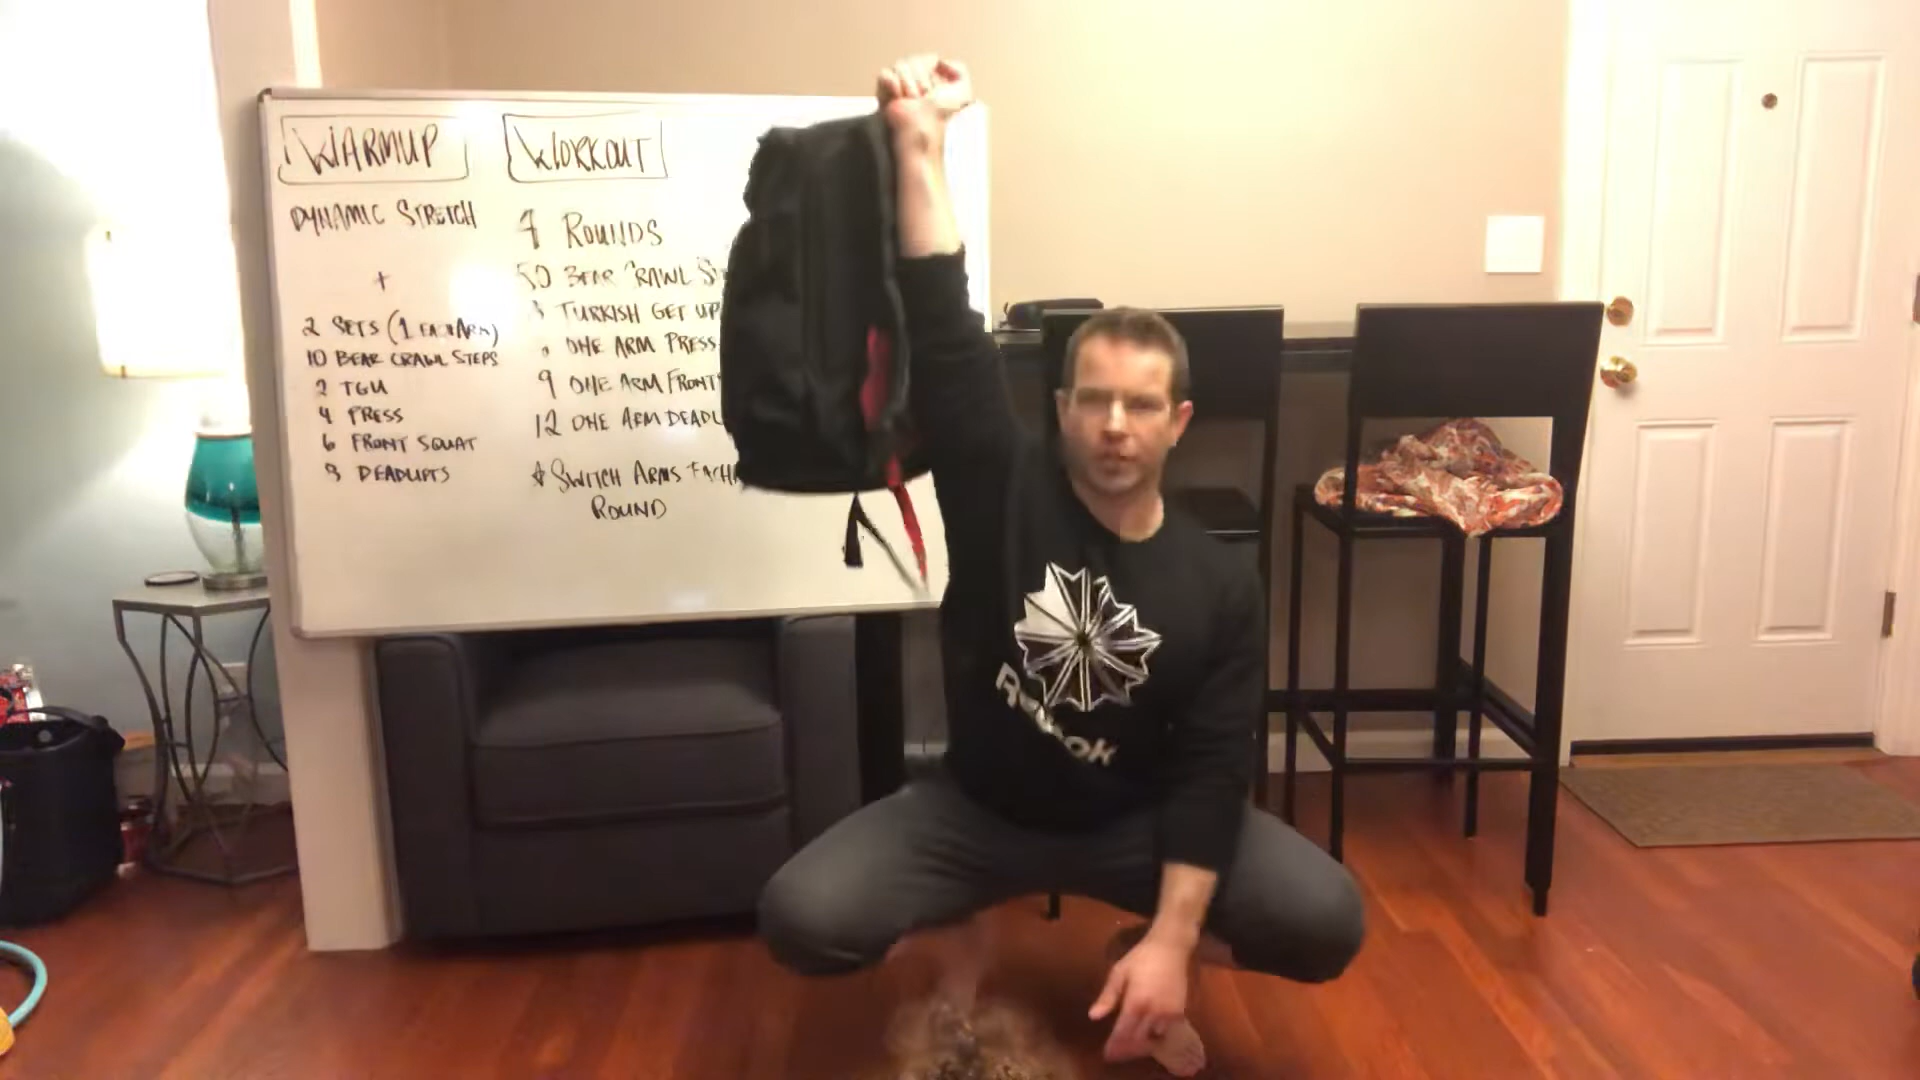 WARMUP
DYNAMIC STRETCH
+
2 SETS (1 EACH ARM)
10 BEAR CRAWL STEPS
2 TGU
4 PRESS
6 FRONT SQUAT
DEADLIFTS
WORKOUT
ROUNDS
50 BEAR CRAWL
TURKISH GET UP
ONE ARM PRESS
9 ONE ARM FRONT
12 ONE ARM DEADL
* SWITCH ARMS EACH
ROUND
Reebok